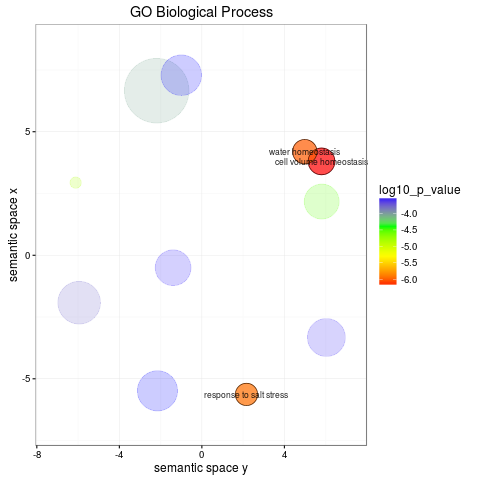 GO Biological Process
semantic space x
5
0
-5
water homeostasis
cell volume homeostasis
response to salt stress
-8
-4
0
4
semantic space y
log10_p_value
-4.0
-4.5
-5.0
-5.5
-6.0